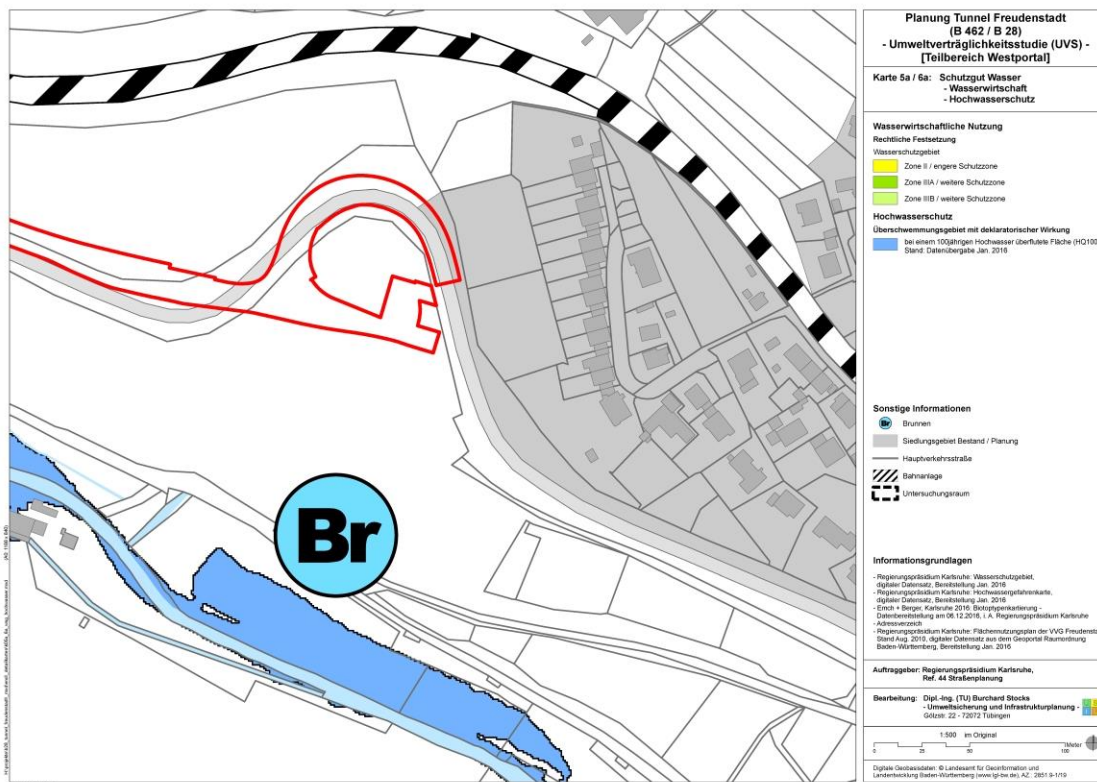 Planung Tunnel Freudenstadt
(B 462 / B 28)
- Umweltverträglichkeitsstudie (UVS) -
[Teilbereich Westportal]
Karte 5a / 6a: Schutzgut Wasser
- Wasserwirtschaft
- Hochwasserschutz
Wasserwirtschaftliche Nutzung
Rechtliche Festsetzung
Wasserschutzgebiet
Zone II / engere Schutzzone
Zone IIIA / weitere Schutzzone
Zone IIIB / weitere Schutzzone
Hochwasserschutz
Überschwemmungsgebiet mit deklaratorischer Wirkung
bei einem 100jährigen Hochwasser überflutete Fläche (HQ100
Stand: Datenübergabe Jan. 2016
Sonstige Informationen
Br Brunnen
Siedlungsgebiet Bestand / Planung
Hauptverkehrsstraße
Bahnanlage
Untersuchungsraum
Informationsgrundlagen
- Regierungspräsidium Karlsruhe: Wasserschutzgebiet,
digitaler Datensatz, Bereitstellung Jan. 2016
- Regierungspräsidium Karlsruhe: Hochwassergefahrenkarte,
digitaler Datensatz, Bereitstellung Jan. 2016
- Emch + Berger, Karlsruhe 2016: Biotoptypenkartierung -
Datenbereitstellung am 06.12.2016, i. A. Regierungspräsidium Karlsruhe
- Adressverzeich
- Regierungspräsidium Karlsruhe: Flächennutzungsplan der VVG Freudensta
Stand Aug. 2010, digitaler Datensatz aus dem Geoportal Raumordnung
Baden-Württemberg, Bereitstellung Jan. 2016
Auftraggeber: Regierungspräsidium Karlsruhe,
Ref. 44 Straßenplanung
Bearbeitung: Dipl.-Ing. (TU) Burchard Stocks
- Umweltsicherung und Infrastrukturplanung -
Gölzstr. 22 - 72072 Tübingen
1:500 im Original
Meter
0 25 50 100
Digitale Geobasisdaten: © Landesamt für Geoinformation und
Landentwicklung Baden-Württemberg (www.lgl-bw.de), AZ.: 2851.9-1/19
Br